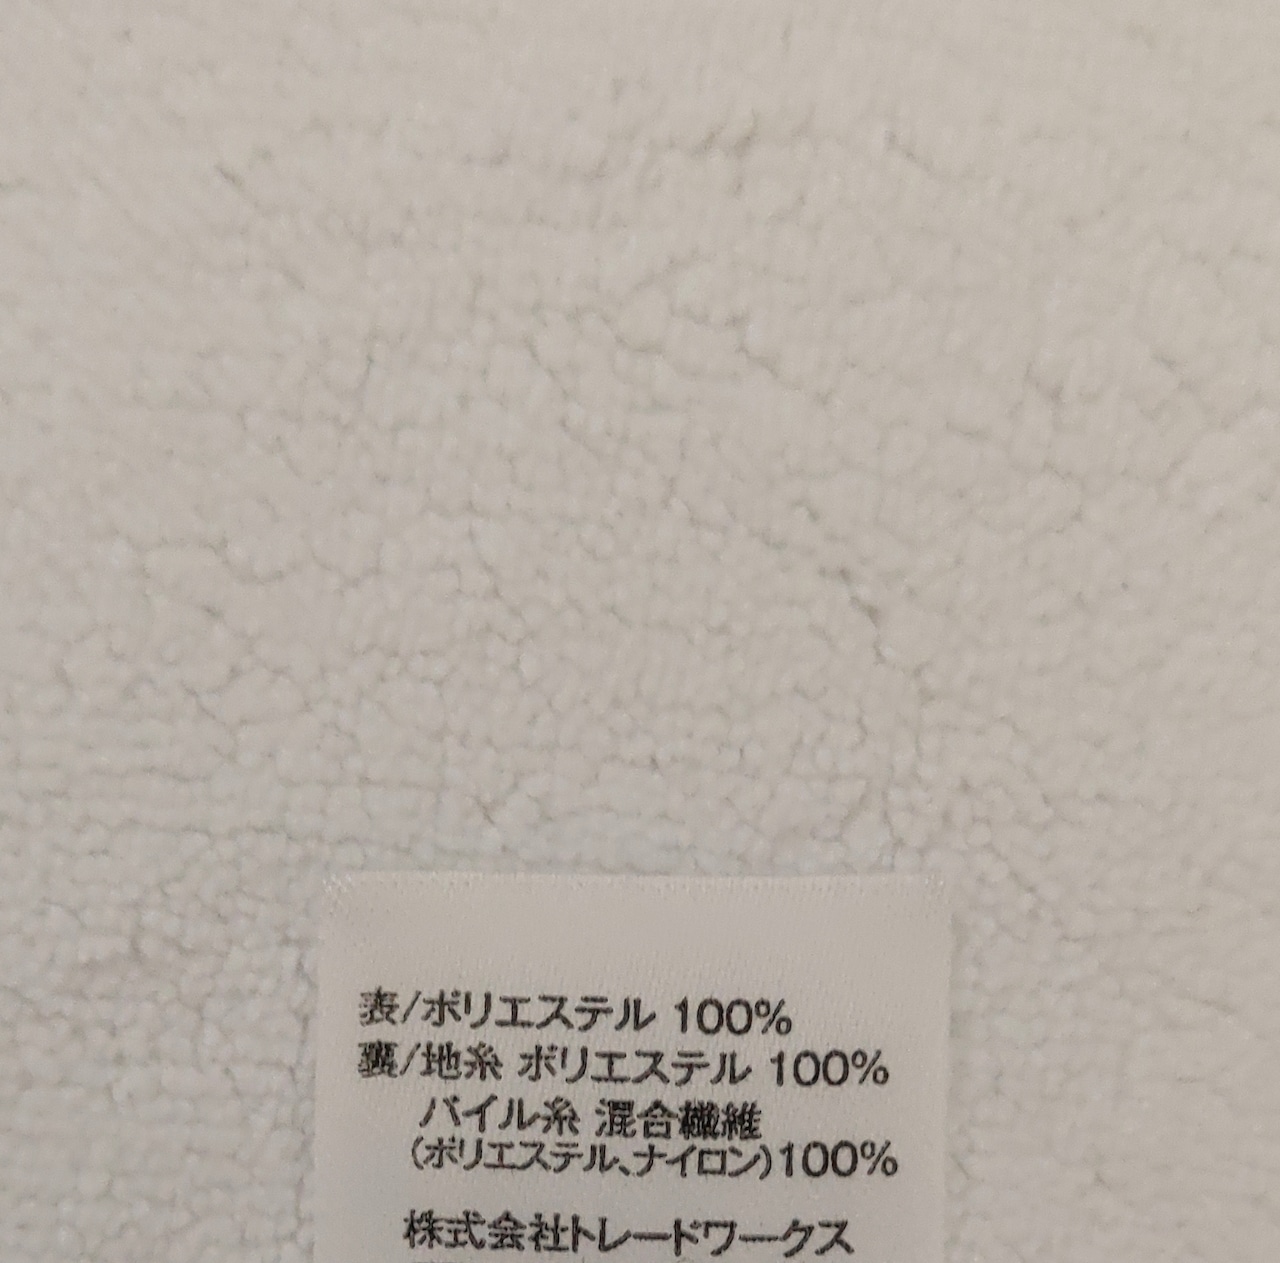 表/ポリエステル 100%
裏/地糸 ポリエステル 100%
パイル糸 混合繊維
(ポリエステル、ナイロン)100%
株式会社トレードワークス